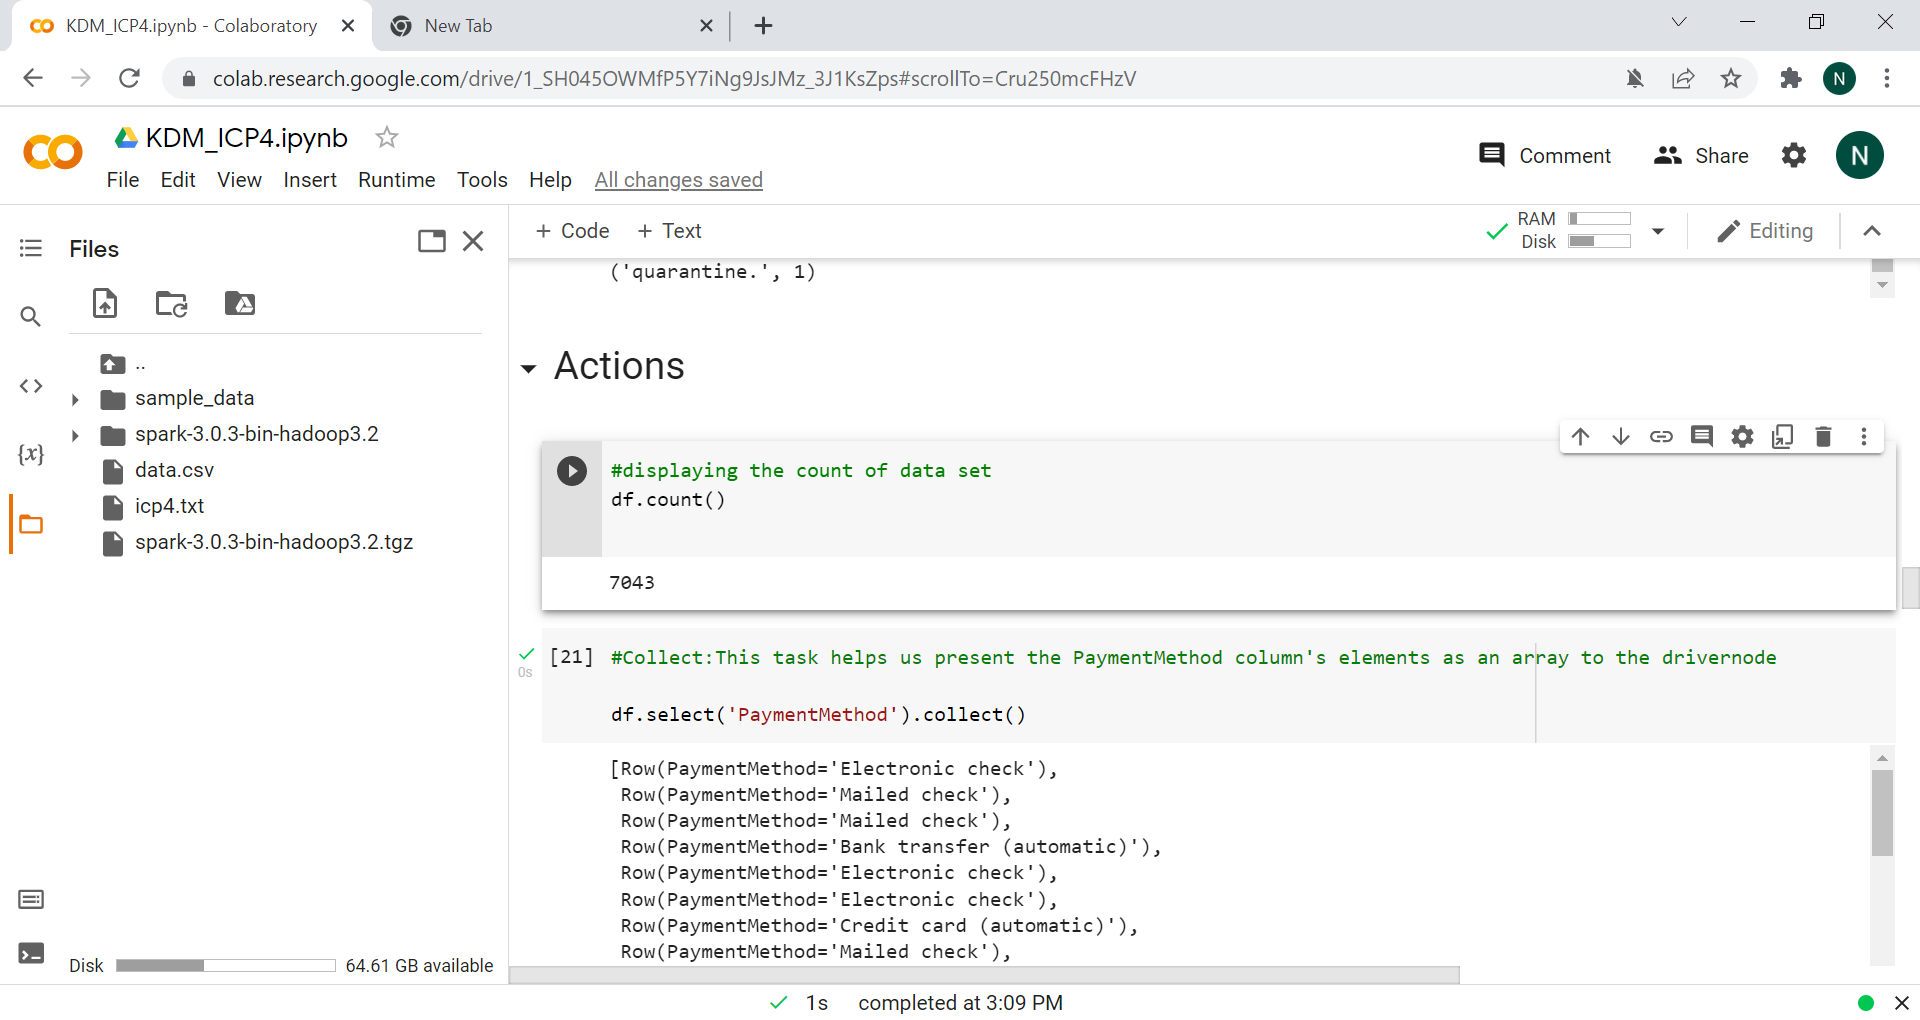 KDM_ICP4.ipynb - Colaboratory
New Tab
colab.research.google.com/drive/1_SH045OWMfP5Y7iNg9JsJMz_3J1KsZps#scrollTo=Cru250mcFHzV
N
KDM_ICP4.ipynb
Comment
Share
N
File Edit View Insert Runtime Tools Help All changes saved
Files
+ Code + Text
RAM
Disk
Editing
('quarantine.', 1)
Actions
..
sample_data
spark-3.0.3-bin-hadoop3.2
data.csv
icp4.txt
spark-3.0.3-bin-hadoop3.2.tgz
{x}
#displaying the count of data set
df.count()
7043
0s
[21] #Collect:This task helps us present the PaymentMethod column's elements as an array to the drivernode
df.select('PaymentMethod').collect()
[Row(PaymentMethod='Electronic check'),
Row(PaymentMethod='Mailed check'),
Row(PaymentMethod='Mailed check'),
Row(PaymentMethod='Bank transfer (automatic)'),
Row(PaymentMethod='Electronic check'),
Row(PaymentMethod='Electronic check'),
Row(PaymentMethod='Credit card (automatic)'),
Row(PaymentMethod='Mailed check'),
Disk 64.61 GB available
1s completed at 3:09 PM